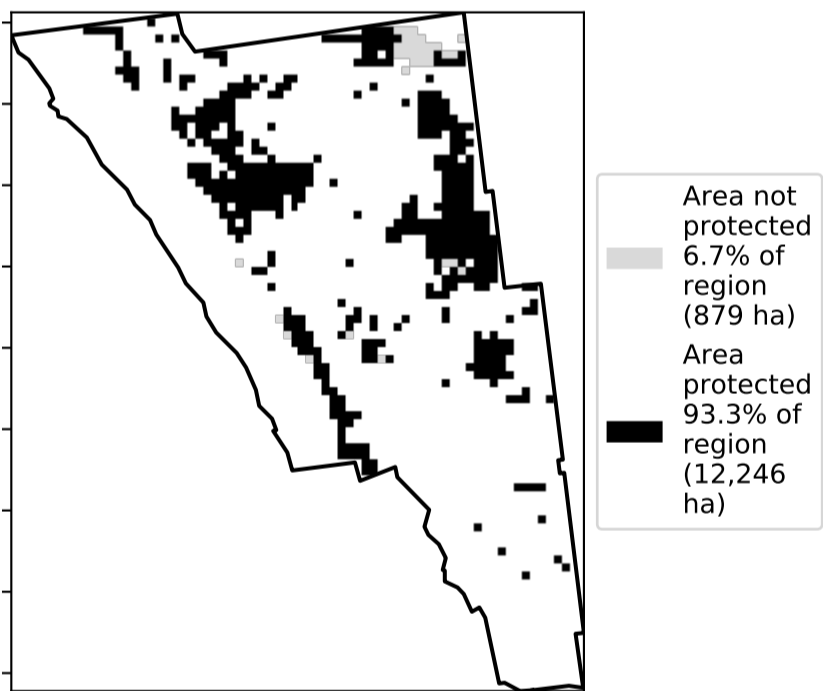 Area not
protected
6.7% of
region
(879 ha)
Area
protected
93.3% of
region
(12,246
ha)